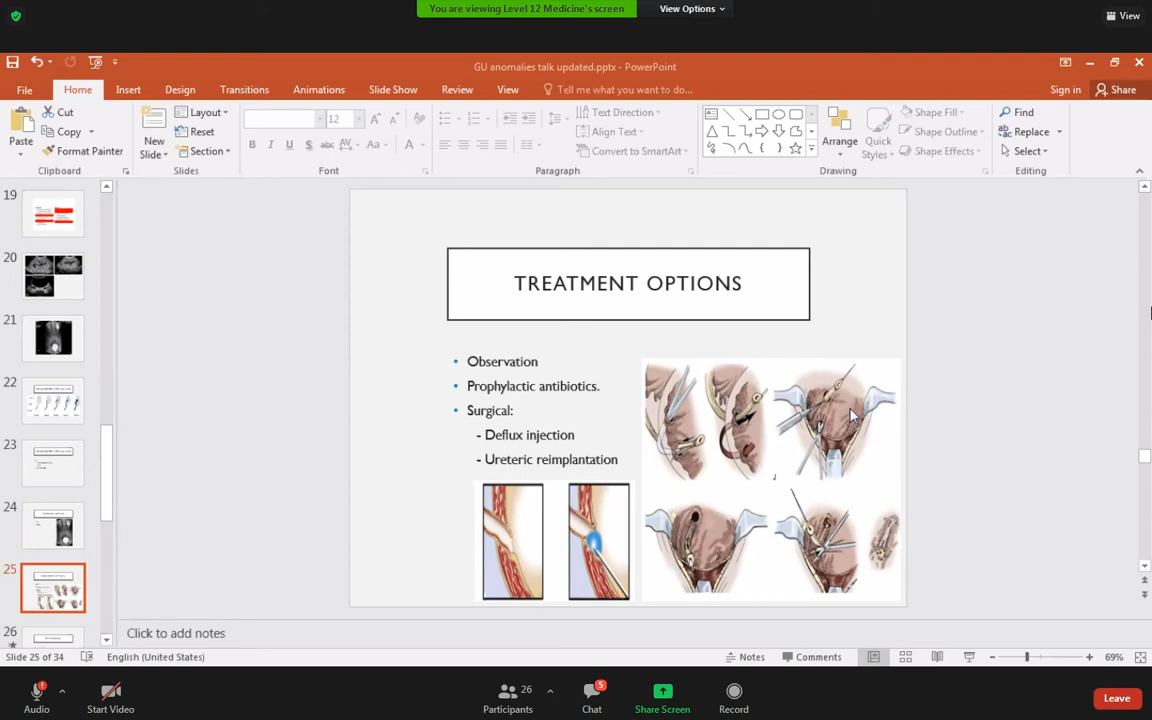 You are viewing Level 12 Medicine's screen
View Options
View
GU anomalies talk updated.pptx - PowerPoint
File
Home
Insert
Design
Transitions
Animations
Slide Show
Review
View
Tell me what you want to do...
Sign in
Share
Paste
Cut
Copy
Format Painter
Clipboard
New Slide
Layout
Reset
Section
Slides
12
B I U S abc AV Aa A
Font
Text Direction
Align Text
Convert to SmartArt
Paragraph
Arrange
Quick Styles
Shape Fill
Shape Outline
Shape Effects
Drawing
Find
Replace
Select
Editing
19
20
21
22
23
24
25
26
TREATMENT OPTIONS
• Observation
• Prophylactic antibiotics.
• Surgical:
- Deflux injection
- Ureteric reimplantation
Click to add notes
Slide 25 of 34
English (United States)
Notes
Comments
69%
Audio
Start Video
26
Participants
5
Chat
Share Screen
Record
Leave